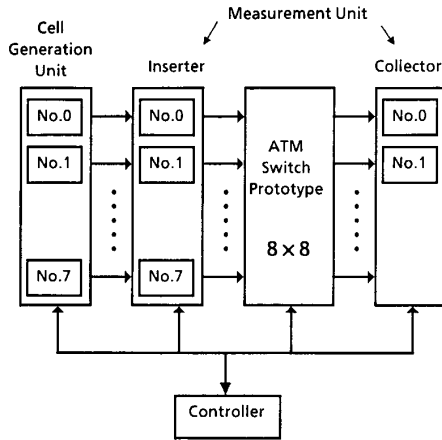 Measurement Unit
Cell
Generation
Unit
Inserter
Collector
No.0
No.0
No.0
No.1
No.1
No.1
ATM
Switch
Prototype
8×8
No.7
No.7
Controller